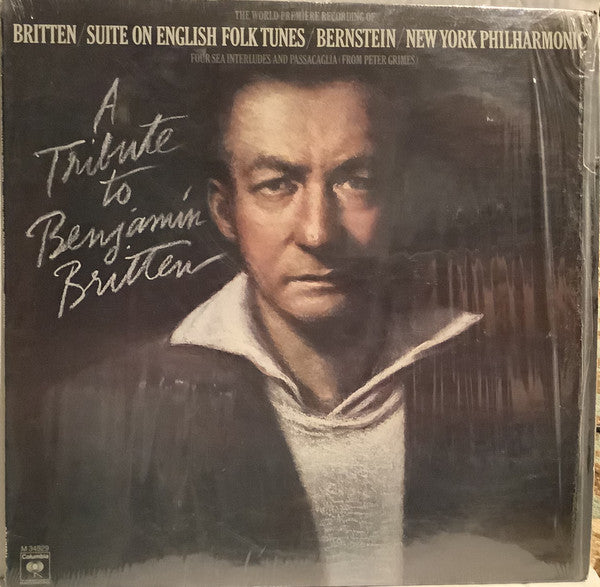 THE WORLD PREMIERE RECORDING OF
BRITTEN/SUITE ON ENGLISH FOLK TUNES/BERNSTEIN/NEW YORK PHILHARMONIC
FOUR SEA INTERLUDES AND PASSACAGLIA (FROM PETER GRIMES)
A
Tribute
to
Benjamin
Britten
M 34529
Columbia